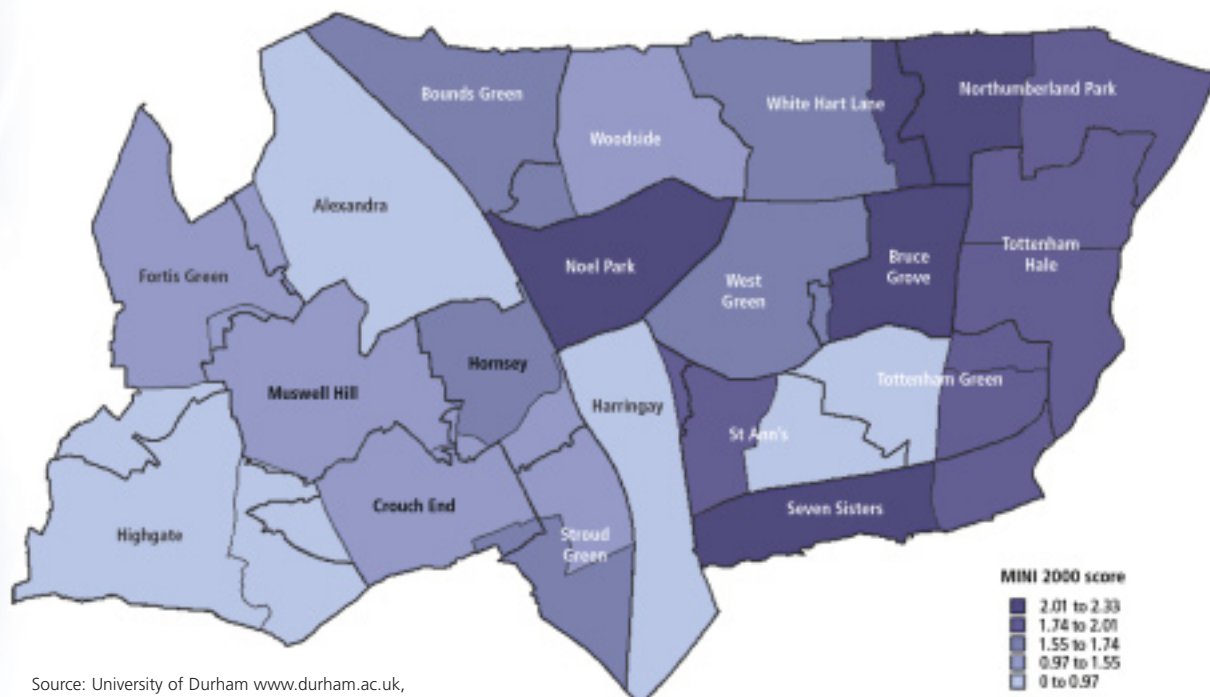 Bounds Green
Woodside
White Hart Lane
Northumberland Park
Alexandra
Fortis Green
Noel Park
West
Green
Bruce
Grove
Tottenham
Hale
Muswell Hill
Hornsey
Harringay
Tottenham Green
St Ann's
Highgate
Crouch End
Stroud
Green
Seven Sisters
MINI 2000 score
2.01 to 2.33
1.74 to 2.01
1.55 to 1.74
0.97 to 1.55
0 to 0.97
Source: University of Durham www.durham.ac.uk,